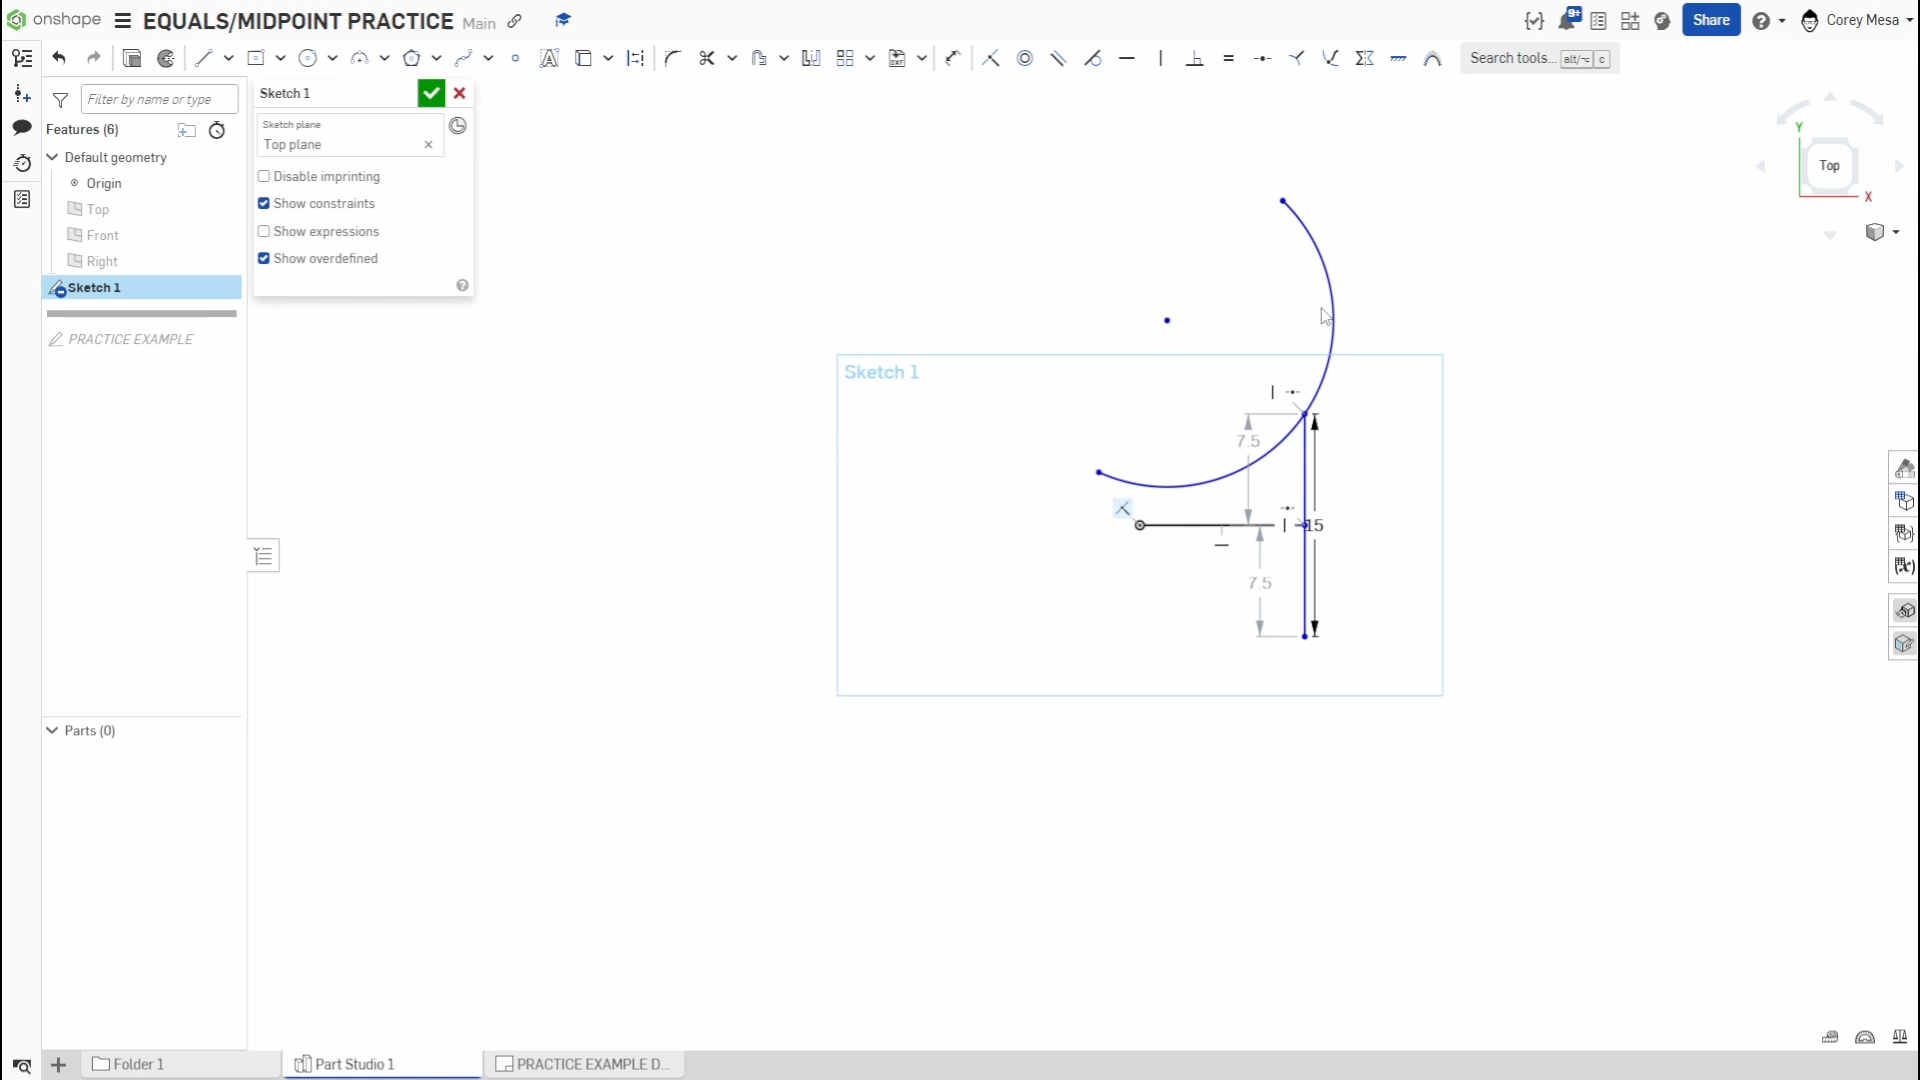 onshape EQUALS/MIDPOINT PRACTICE Main
9+ Share Corey Mesa
Search tools... alt/⌥ c
Filter by name or type
Features (6)
Default geometry
Origin
Top
Front
Right
Sketch 1
PRACTICE EXAMPLE
Parts (0)
Sketch 1
Sketch plane
Top plane
Disable imprinting
Show constraints
Show expressions
Show overdefined
Sketch 1
7.5
15
7.5
Y
Top
X
Folder 1
Part Studio 1
PRACTICE EXAMPLE D...